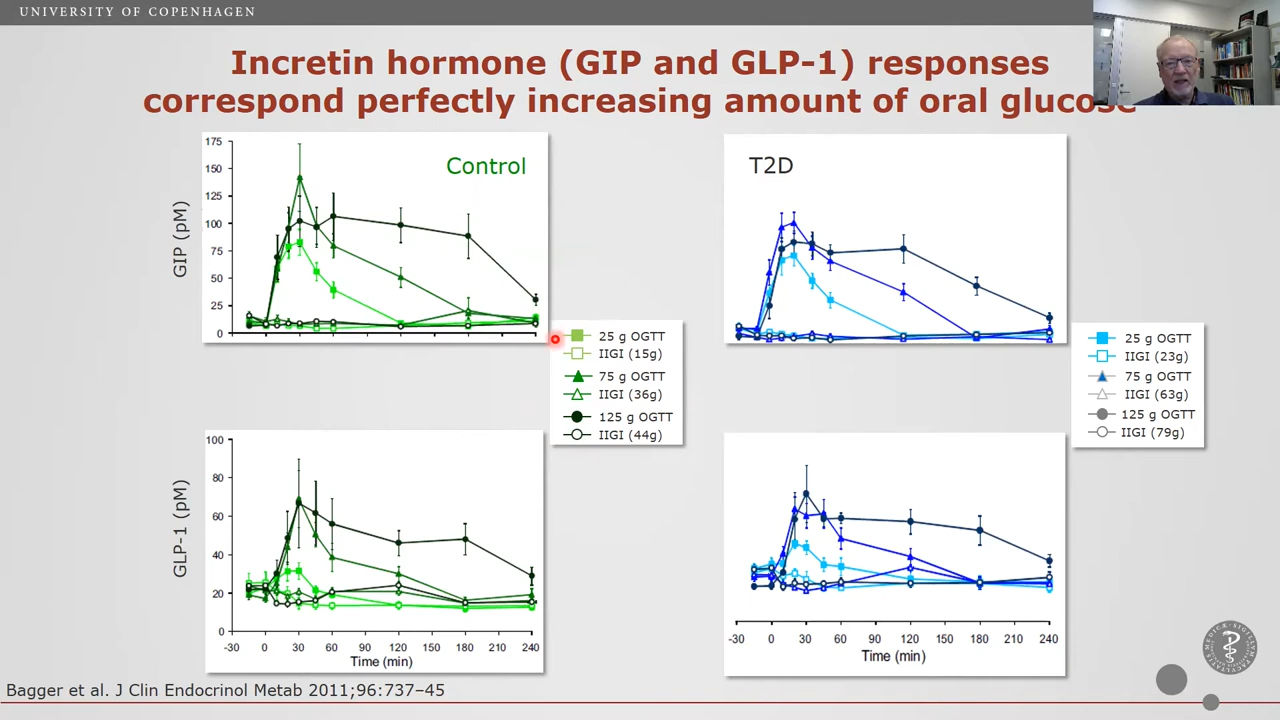 UNIVERSITY OF COPENHAGEN
Incretin hormone (GIP and GLP-1) responses
correspond perfectly increasing amount of oral glucose
Control
GIP (pM)
175
150
125
100
75
50
25
0
25 g OGTT
IIGI (15g)
75 g OGTT
IIGI (36g)
125 g OGTT
IIGI (44g)
T2D
25 g OGTT
IIGI (23g)
75 g OGTT
IIGI (63g)
125 g OGTT
IIGI (79g)
GLP-1 (pM)
100
80
60
40
20
0
-30 0 30 60 90 120 150 180 210 240
Time (min)
-30 0 30 60 90 120 150 180 210 240
Time (min)
Bagger et al. J Clin Endocrinol Metab 2011;96:737–45